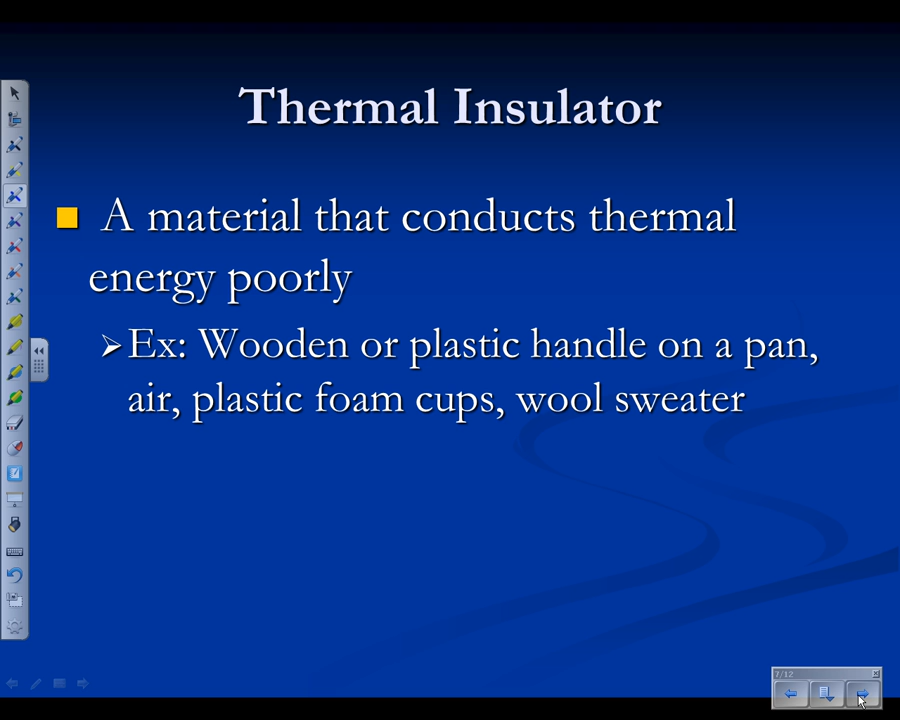 Thermal Insulator
A material that conducts thermal
energy poorly
Ex: Wooden or plastic handle on a pan,
air, plastic foam cups, wool sweater
7/12